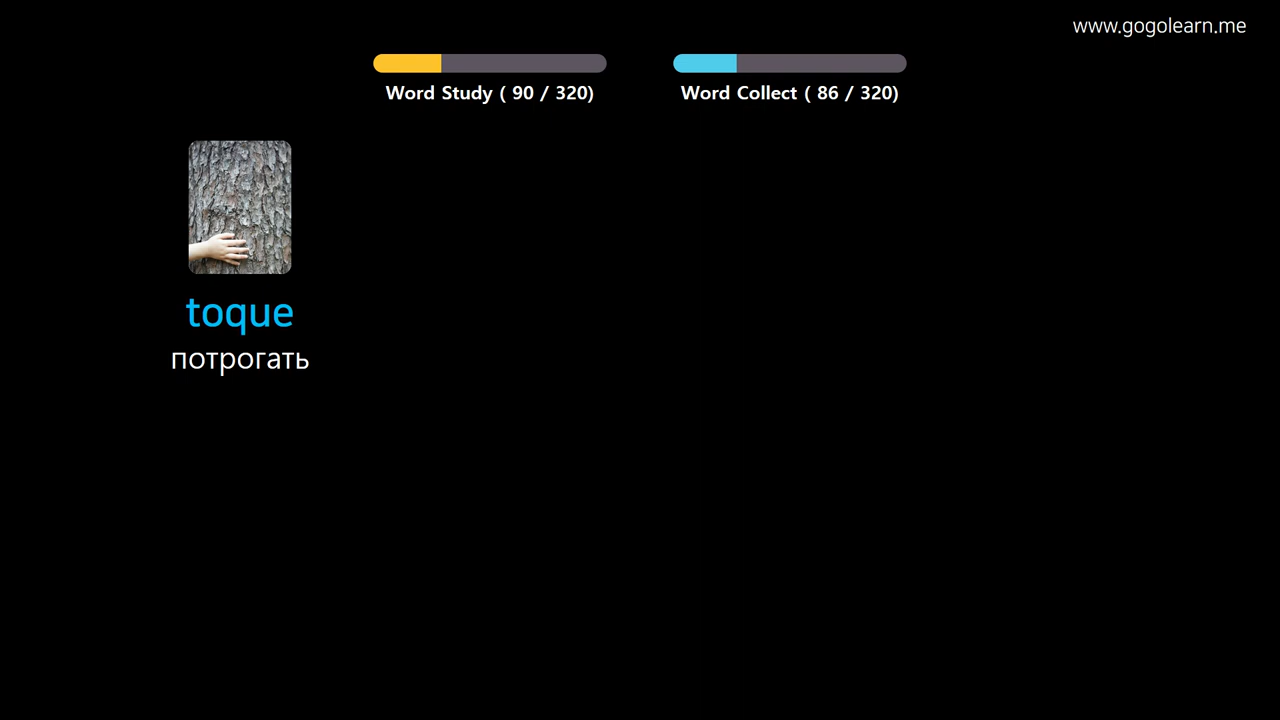 www.gogolearn.me
Word Study ( 90 / 320)
Word Collect ( 86 / 320)
toque
потрогать